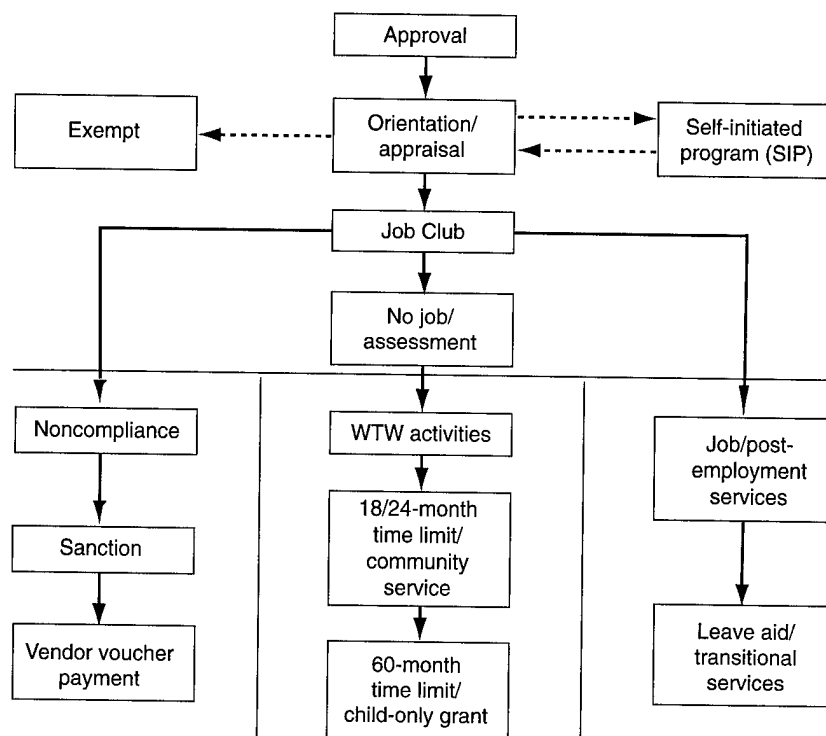 Approval
Exempt
Orientation/
appraisal
Self-initiated
program (SIP)
Job Club
No job/
assessment
Noncompliance
WTW activities
Job/post-
employment
services
18/24-month
time limit/
community
service
Sanction
Vendor voucher
payment
60-month
time limit/
child-only grant
Leave aid/
transitional
services